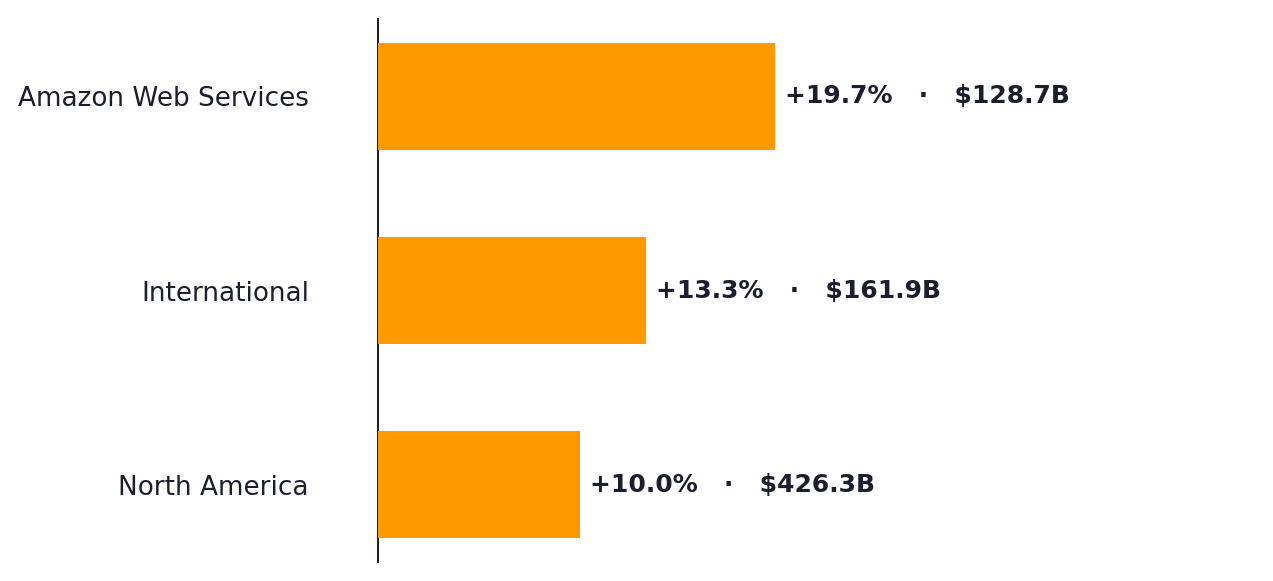 Amazon Web Services +19.7% · $128.7B
International +13.3% · $161.9B
North America +10.0% · $426.3B